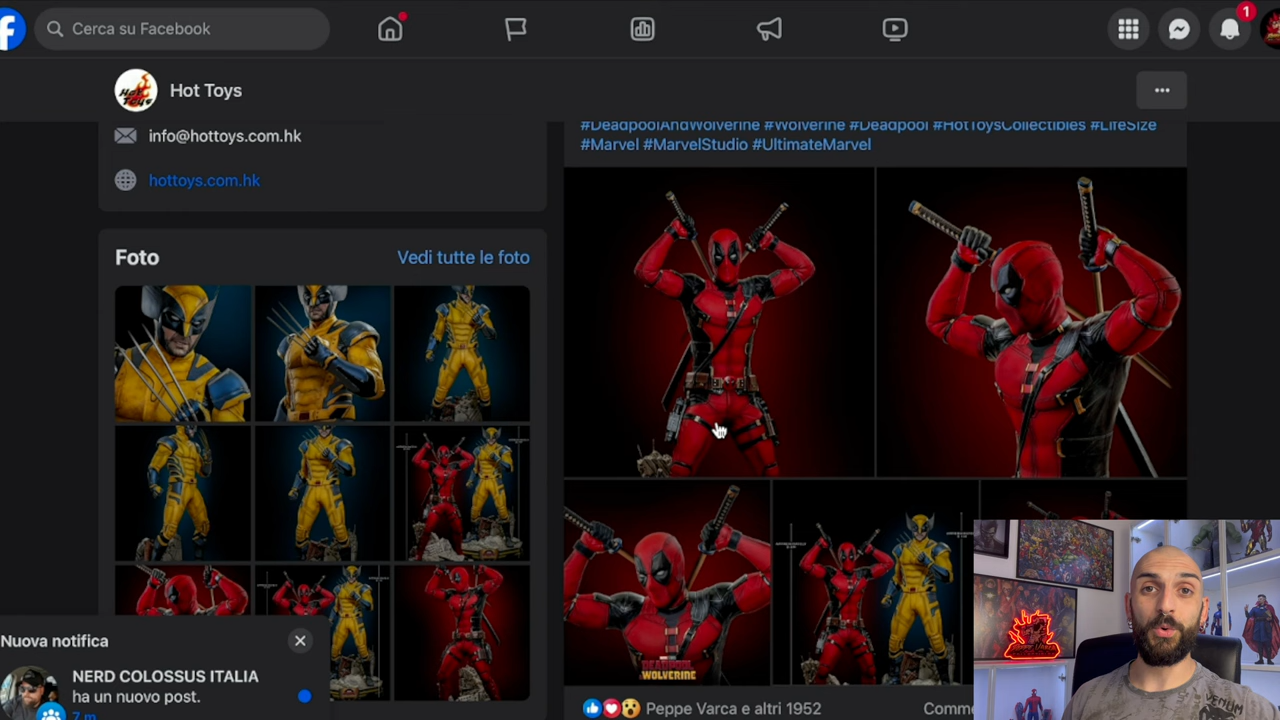 Cerca su Facebook
1
Hot Toys
info@hottoys.com.hk
hottoys.com.hk
#DeadpoolAndWolverine #Wolverine #Deadpool #HotToysCollectibles #LifeSize
#Marvel #MarvelStudio #UltimateMarvel
Foto
Vedi tutte le foto
DEADPOOL
WOLVERINE
Nuova notifica
NERD COLOSSUS ITALIA
ha un nuovo post.
7 m
Peppe Varca e altri 1952
Comme
VENUM